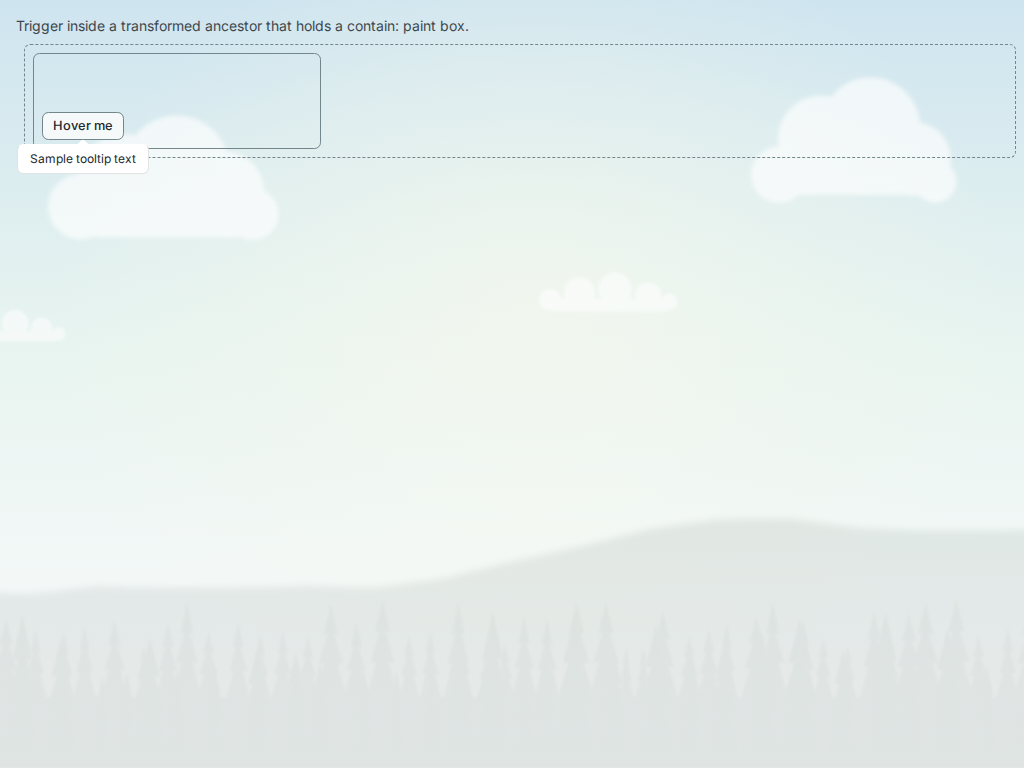 Trigger inside a transformed ancestor that holds a contain: paint box.
Hover me
Sample tooltip text